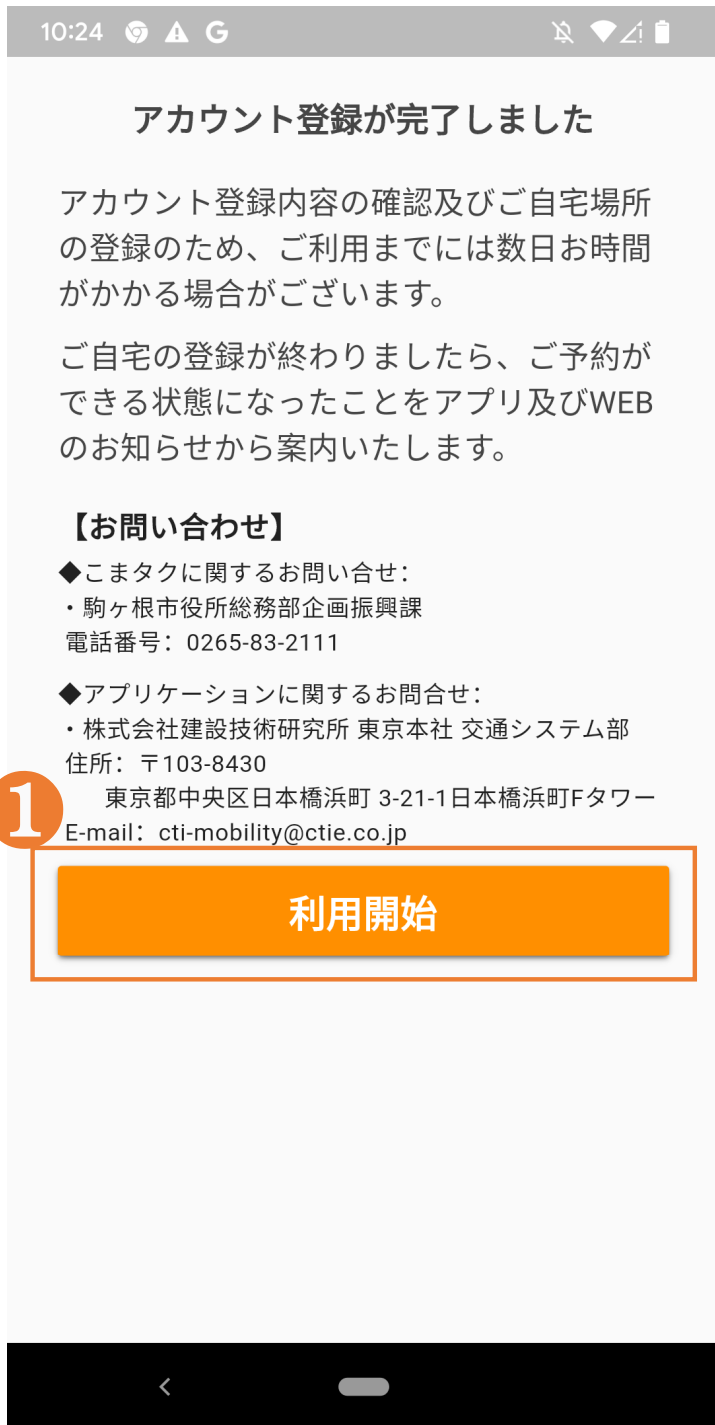 10:24
アカウント登録が完了しました
アカウント登録内容の確認及びご自宅場所
の登録のため、ご利用までには数日お時間
がかかる場合がございます。
ご自宅の登録が終わりましたら、ご予約が
できる状態になったことをアプリ及びWEB
のお知らせから案内いたします。
【お問い合わせ】
◆こまタクに関するお問い合せ：
・駒ヶ根市役所総務部企画振興課
電話番号：0265-83-2111
◆アプリケーションに関するお問合せ：
・株式会社建設技術研究所 東京本社 交通システム部
住所：〒103-8430
東京都中央区日本橋浜町 3-21-1日本橋浜町Fタワー
1
E-mail：cti-mobility@ctie.co.jp
利用開始